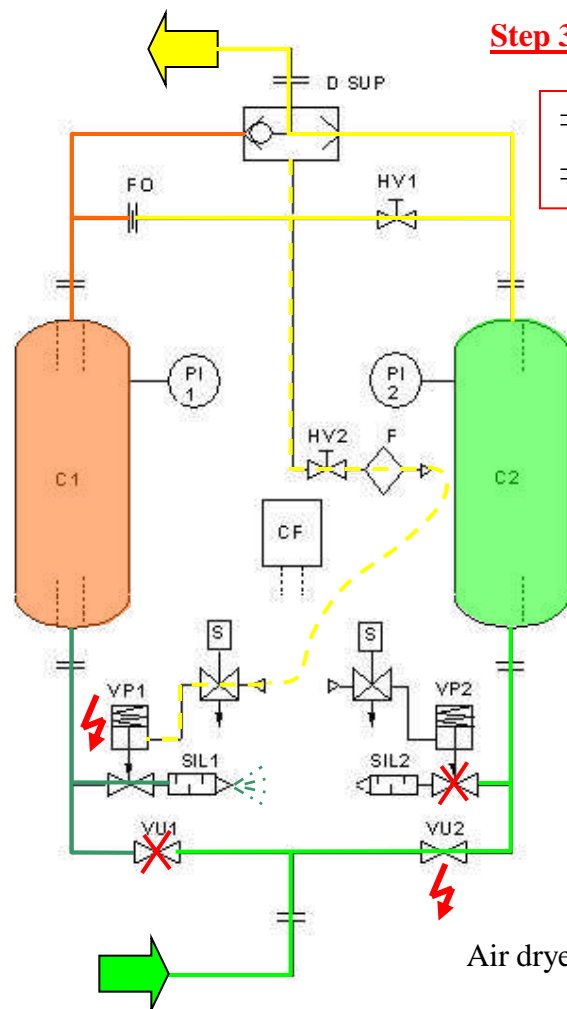 Step 3
D SUP
=
FO
HV1
=
PI
1
PI
2
HV2
F
C1
C2
CF
S
S
VP1
VP2
SIL1
SIL2
VU1
VU2
Air drye